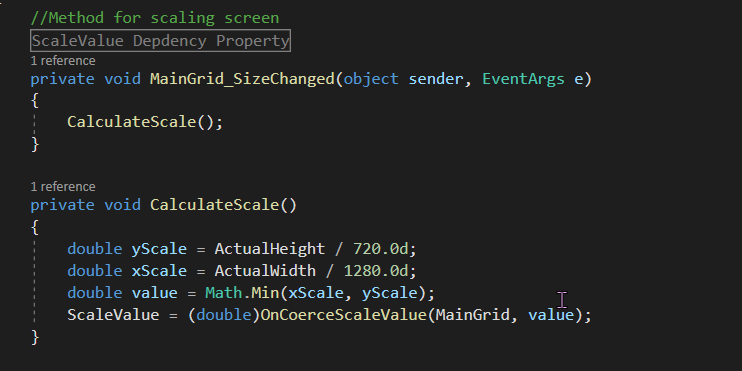 //Method for scaling screen
ScaleValue Depdency Property
1 reference
private void MainGrid_SizeChanged(object sender, EventArgs e)
{
CalculateScale();
}
1 reference
private void CalculateScale()
{
double yScale = ActualHeight / 720.0d;
double xScale = ActualWidth / 1280.0d;
double value = Math.Min(xScale, yScale);
ScaleValue = (double)OnCoerceScaleValue(MainGrid, value);
}